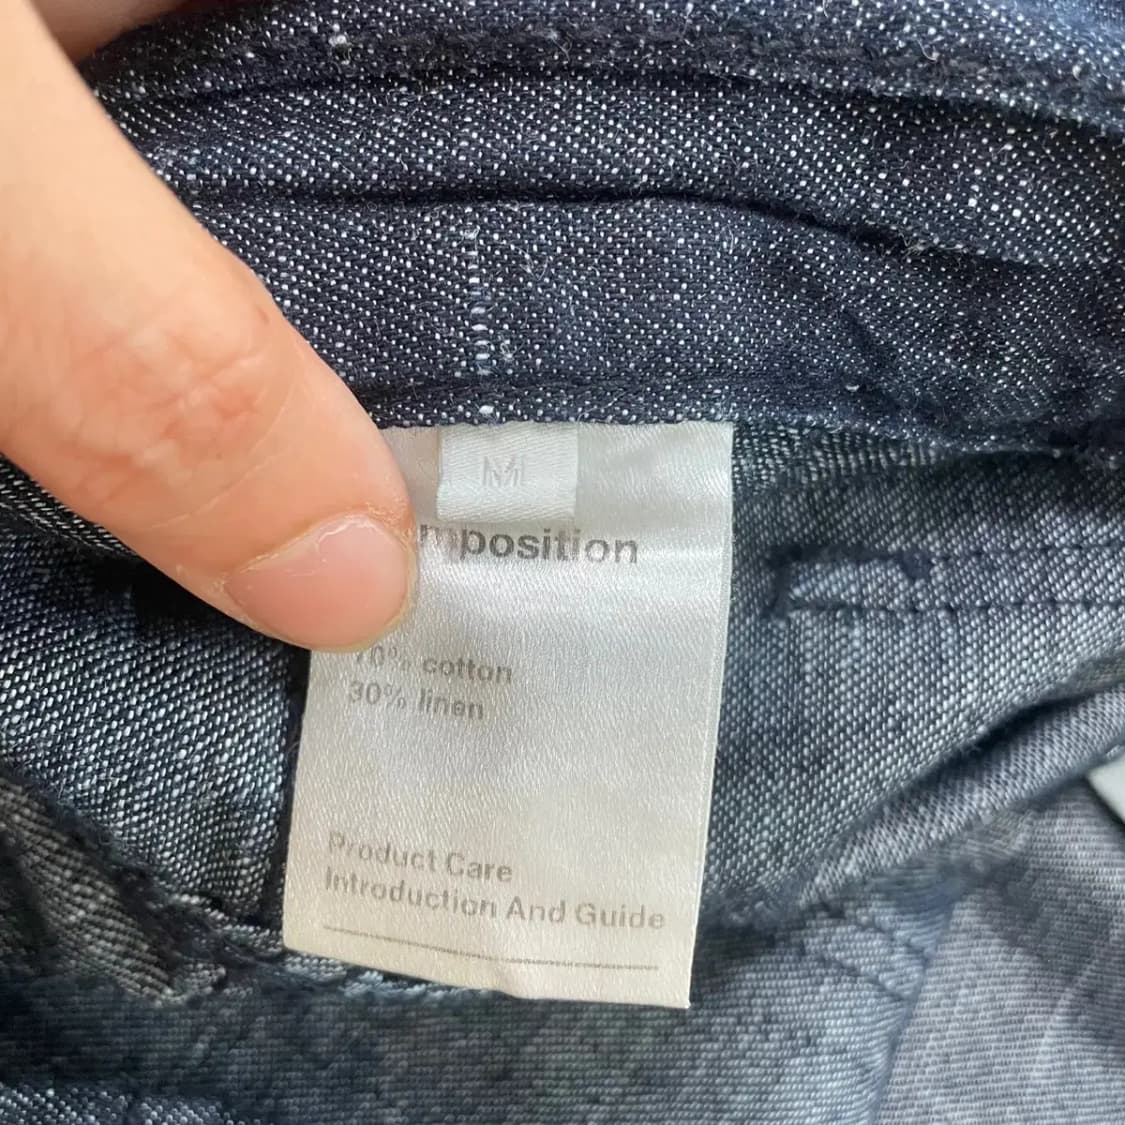 M
mposition
70% cotton
30% linen
Product Care
Introduction And Guide